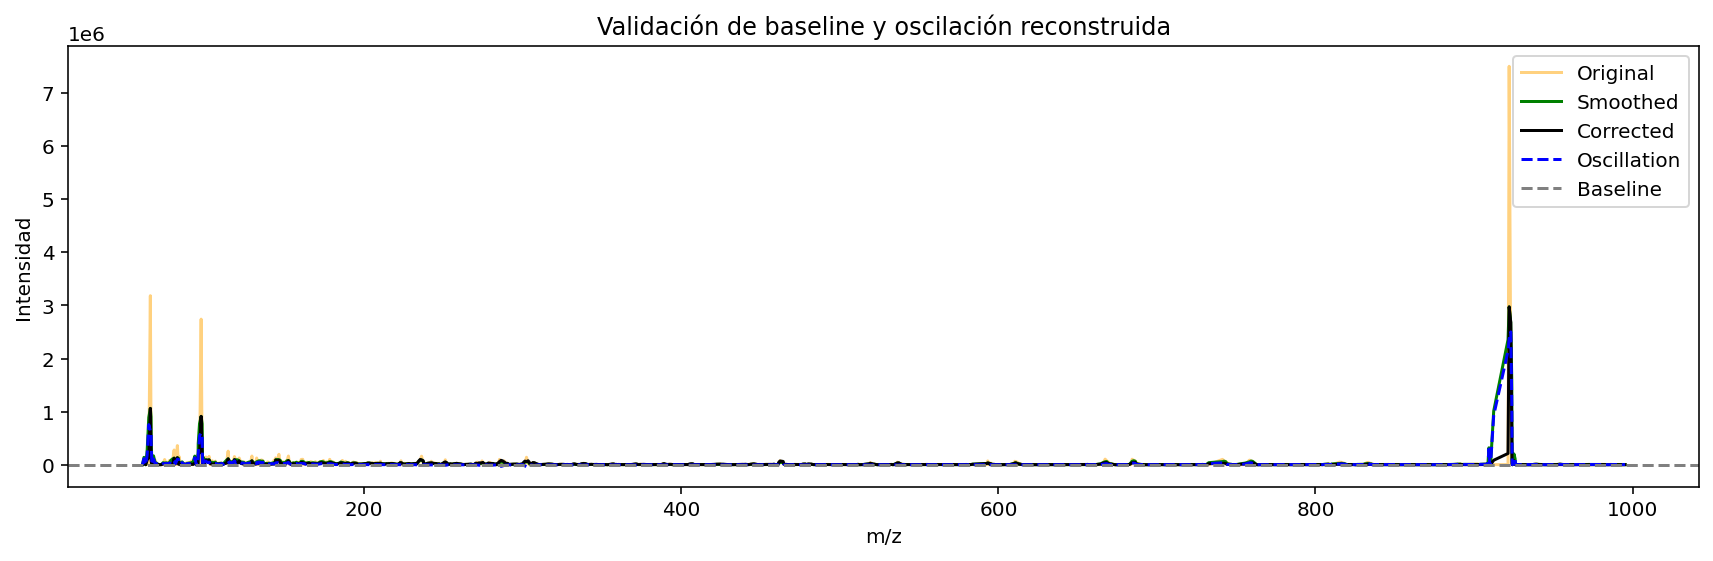 Validación de baseline y oscilación reconstruida
1e6
7
6
5
4
3
2
1
0
Intensidad
200
400
600
800
1000
m/z
Original
Smoothed
Corrected
Oscillation
Baseline